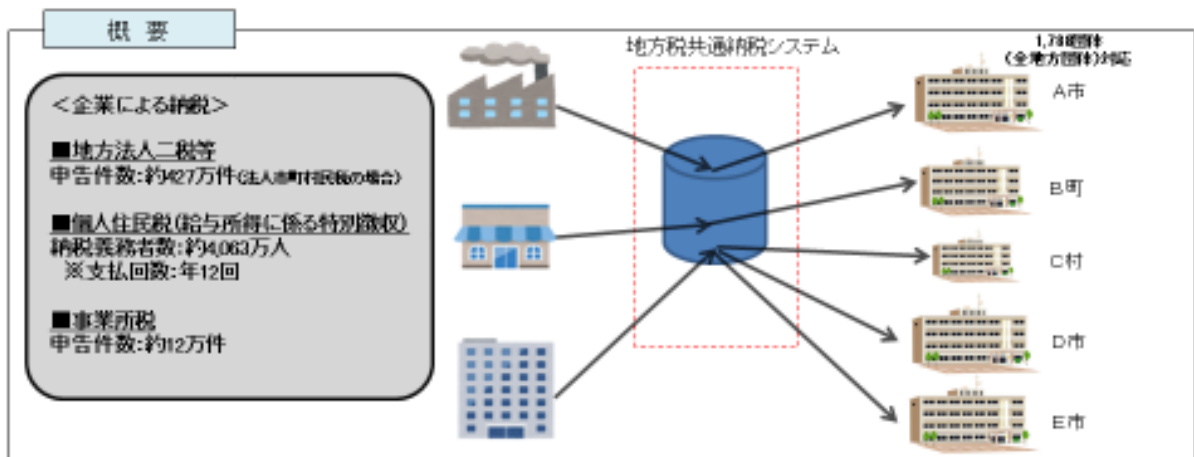 概 要
地方税共通納税システム
1,788団体
(全地方団体)対応
<企業による納税>
■地方法人二税等
申告件数:約427万件(法人市町村民税の場合)
■個人住民税(給与所得に係る特別徴収)
納税義務者数:約4,063万人
※支払回数:年12回
■事業所税
申告件数:約12万件
A市
B町
C村
D市
E市